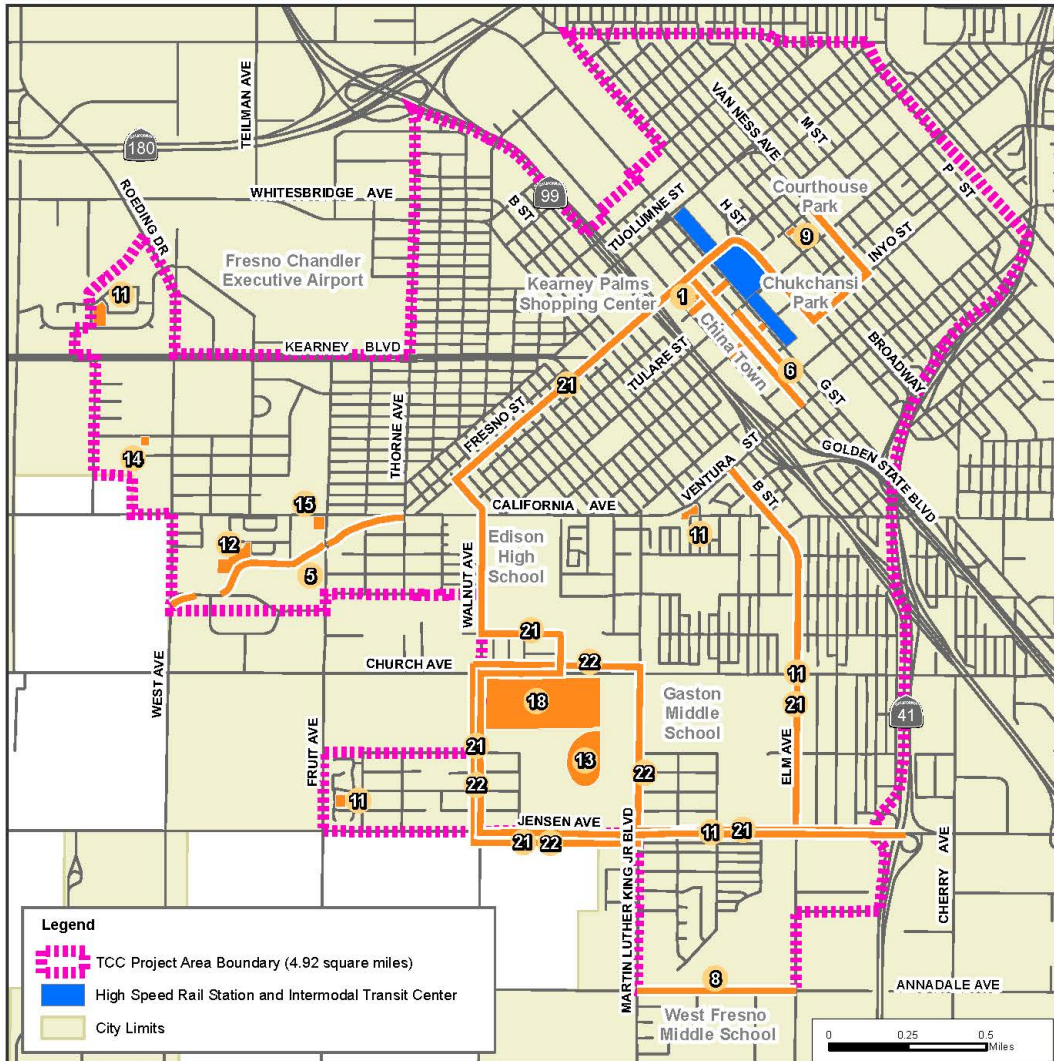 TEILMAN AVE
VAN NESS AVE
M ST
P ST
CALIFORNIA
180
ROEDING DR
WHITESBRIDGE AVE
B ST
99
TUOLUMNE ST
H ST
Courthouse
Park
9
INYO ST
Fresno Chandler
Executive Airport
11
Kearney Palms
Shopping Center
1
Chukchansi
Park
KEARNEY BLVD
China Town
TULARE ST
6
BROADWAY
G ST
21
FRESNO ST
THORNE AVE
14
VENTURA ST
B ST.
GOLDEN STATE BLVD
15
CALIFORNIA AVE
12
5
Edison
High
School
11
WALNUT AVE
21
CHURCH AVE
22
WEST AVE
18
Gaston
Middle
School
11
21
41
21
13
22
22
FRUIT AVE
11
ELM AVE
JENSEN AVE
11
21
21
22
MARTIN LUTHER KING JR BLVD
CHERRY AVE
8
ANNADALE AVE
West Fresno
Middle School
Legend
TCC Project Area Boundary (4.92 square miles)
High Speed Rail Station and Intermodal Transit Center
City Limits
0
0.25
0.5
Miles